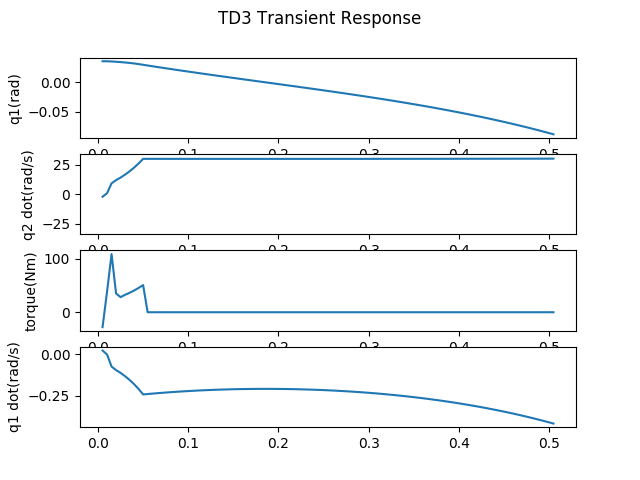 TD3 Transient Response
q1(rad)
0.00
−0.05
0.0 0.1 0.2 0.3 0.4 0.5
q2 dot(rad/s)
25
0
−25
0.0 0.1 0.2 0.3 0.4 0.5
torque(Nm)
100
0
0.0 0.1 0.2 0.3 0.4 0.5
q1 dot(rad/s)
0.00
−0.25
0.0 0.1 0.2 0.3 0.4 0.5